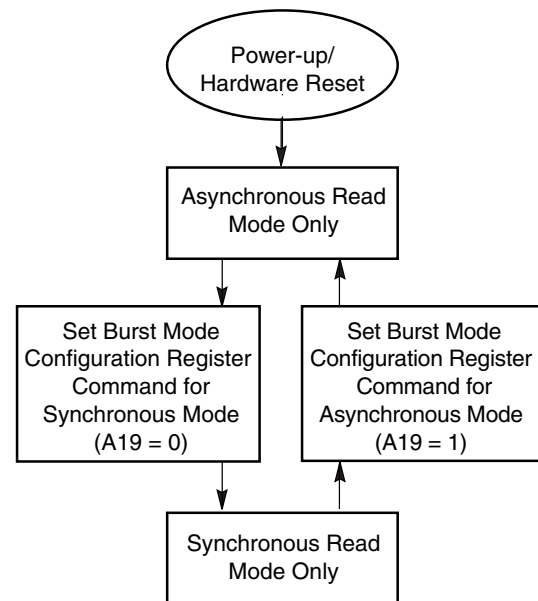 Power-up/
Hardware Reset
Asynchronous Read
Mode Only
Set Burst Mode
Configuration Register
Command for
Synchronous Mode
(A19 = 0)
Set Burst Mode
Configuration Register
Command for
Asynchronous Mode
(A19 = 1)
Synchronous Read
Mode Only